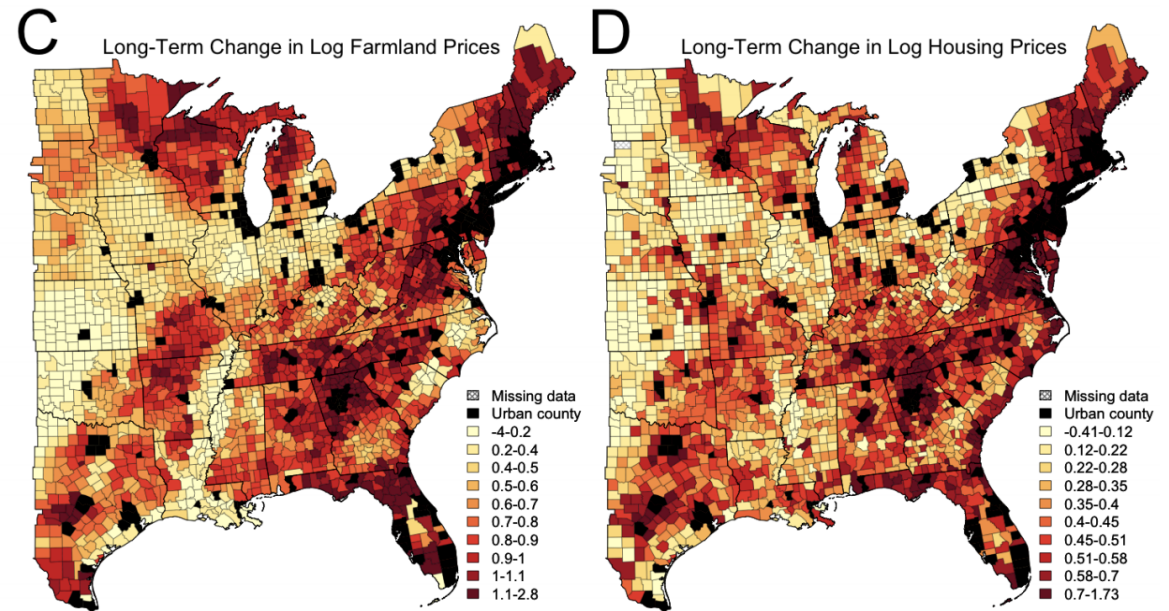 C
Long-Term Change in Log Farmland Prices
Missing data
Urban county
-4-0.2
0.2-0.4
0.4-0.5
0.5-0.6
0.6-0.7
0.7-0.8
0.8-0.9
0.9-1
1-1.1
1.1-2.8
D
Long-Term Change in Log Housing Prices
Missing data
Urban county
-0.41-0.12
0.12-0.22
0.22-0.28
0.28-0.35
0.35-0.4
0.4-0.45
0.45-0.51
0.51-0.58
0.58-0.7
0.7-1.73